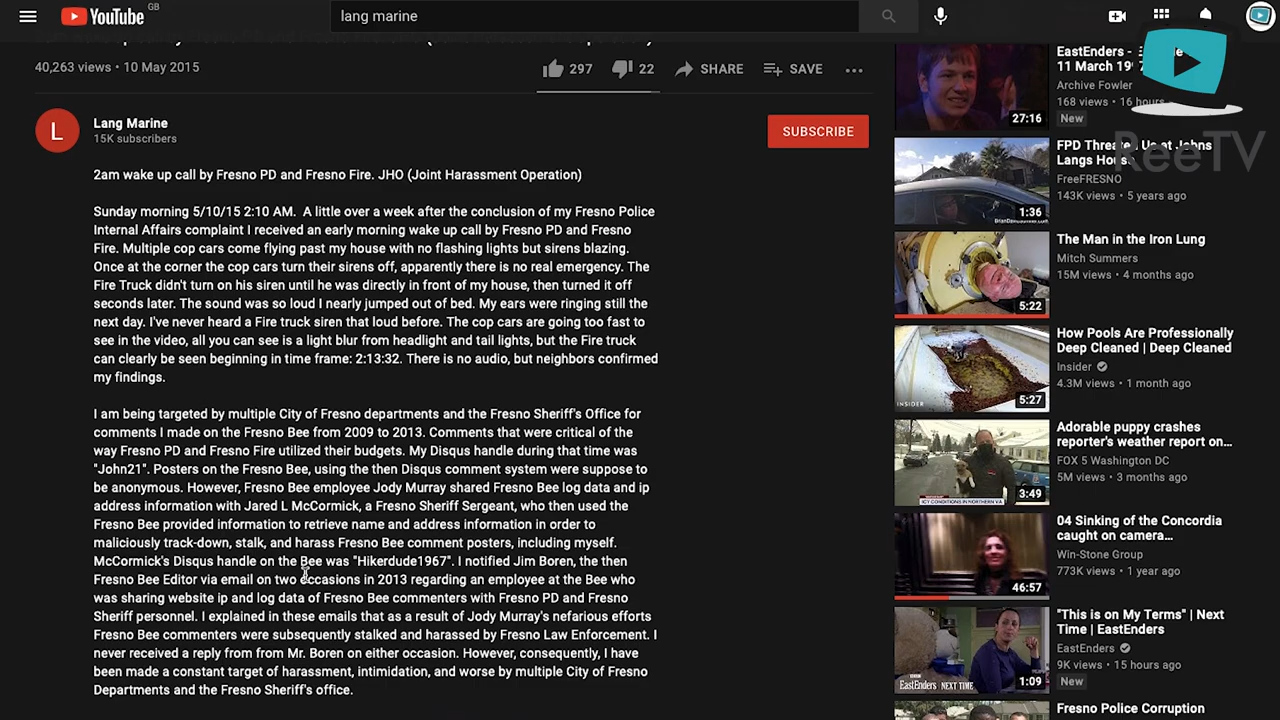 YouTube GB
lang marine
40,263 views • 10 May 2015
297
22
SHARE
SAVE
L
Lang Marine
15K subscribers
SUBSCRIBE
2am wake up call by Fresno PD and Fresno Fire. JHO (Joint Harassment Operation)
Sunday morning 5/10/15 2:10 AM.  A little over a week after the conclusion of my Fresno Police
Internal Affairs complaint I received an early morning wake up call by Fresno PD and Fresno
Fire. Multiple cop cars come flying past my house with no flashing lights but sirens blazing.
Once at the corner the cop cars turn their sirens off, apparently there is no real emergency. The
Fire Truck didn't turn on his siren until he was directly in front of my house, then turned it off
seconds later. The sound was so loud I nearly jumped out of bed. My ears were ringing still the
next day. I've never heard a Fire truck siren that loud before. The cop cars are going too fast to
see in the video, all you can see is a light blur from headlight and tail lights, but the Fire truck
can clearly be seen beginning in time frame: 2:13:32. There is no audio, but neighbors confirmed
my findings.
I am being targeted by multiple City of Fresno departments and the Fresno Sheriff's Office for
comments I made on the Fresno Bee from 2009 to 2013. Comments that were critical of the
way Fresno PD and Fresno Fire utilized their budgets. My Disqus handle during that time was
"John21". Posters on the Fresno Bee, using the then Disqus comment system were suppose to
be anonymous. However, Fresno Bee employee Jody Murray shared Fresno Bee log data and ip
address information with Jared McCormick, a Fresno Sheriff Sergeant, who then used the
Fresno Bee provided information to retrieve name and address information in order to
maliciously track-down, stalk, and harass Fresno Bee comment posters, including myself.
McCormick's Disqus handle on the Bee was "Hikerdude1967". I notified Jim Boren, the then
Fresno Bee Editor via email on two occasions in 2013 regarding an employee at the Bee who
was sharing website ip and log data of Fresno Bee commenters with Fresno PD and Fresno
Sheriff personnel. I explained in these emails that as a result of Jody Murray's nefarious efforts
Fresno Bee commenters were subsequently stalked and harassed by Fresno Law Enforcement. I
never received a reply from from Mr. Boren on either occasion. However, consequently, I have
been made a constant target of harassment, intimidation, and worse by multiple City of Fresno
Departments and the Fresno Sheriff's office.
EastEnders -
11 March 19
Archive Fowler
168 views • 16 hours
New
27:16
ReeTV
FPD Threa at Johns
Langs
FreeFRESNO
143K views • 5 years ago
1:36
The Man in the Iron Lung
Mitch Summers
15M views • 4 months ago
5:22
How Pools Are Professionally
Deep Cleaned | Deep Cleaned
Insider
4.3M views • 1 month ago
INSIDER
5:27
Adorable puppy crashes
reporter's weather report on...
FOX 5 Washington DC
5M views • 3 months ago
ICY CONDITIONS IN NORTHERN VA
3:49
04 Sinking of the Concordia
caught on camera...
Win-Stone Group
773K views • 1 year ago
46:57
"This is on My Terms" | Next
Time | EastEnders
EastEnders
9K views • 15 hours ago
New
EastEnders NEXT TIME
1:09
Fresno Police Corruption